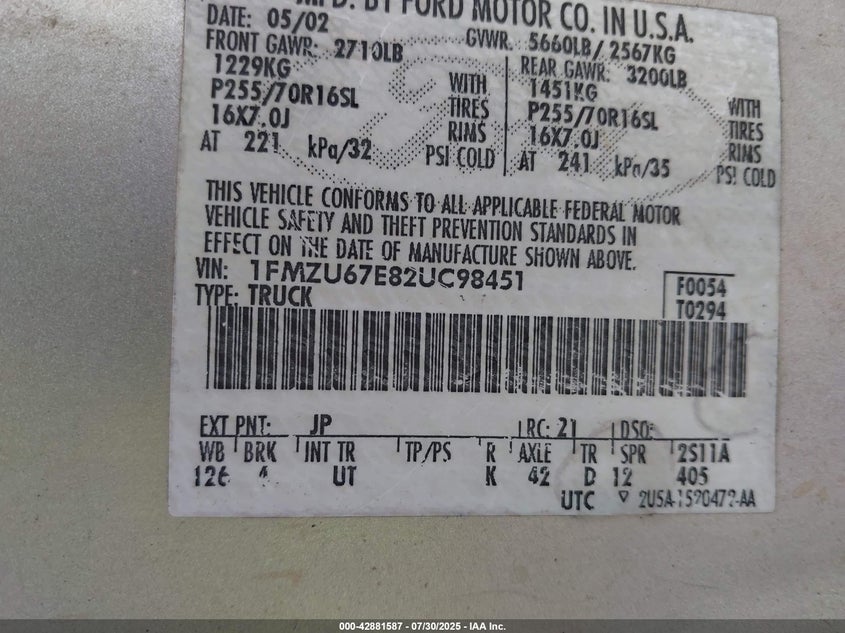 MFD. BY FORD MOTOR CO. IN U.S.A.
DATE: 05/02 GVWR: 5660LB/ 2567KG
FRONT GAWR: 2710LB REAR GAWR: 3200LB
1229KG WITH 1451KG WITH
P255/70R16SL TIRES P255/70R16SL TIRES
16X7.0J RIMS 16X7.0J RIMS
AT 221 kPa/32 PSI COLD AT 241 kPa/35 PSI COLD
THIS VEHICLE CONFORMS TO ALL APPLICABLE FEDERAL MOTOR
VEHICLE SAFETY AND THEFT PREVENTION STANDARDS IN
EFFECT ON THE DATE OF MANUFACTURE SHOWN ABOVE.
VIN: 1FMZU67E82UC98451 F0054
TYPE: TRUCK T0294
EXT PNT: JP RC: 21 DSO:
WB BRK INT TR TP/PS R AXLE TR SPR 2S11A
126 4 UT K 42 D 12 405
UTC 2U5A-1520472-AA
000-42881587 - 07/30/2025 - IAA Inc.